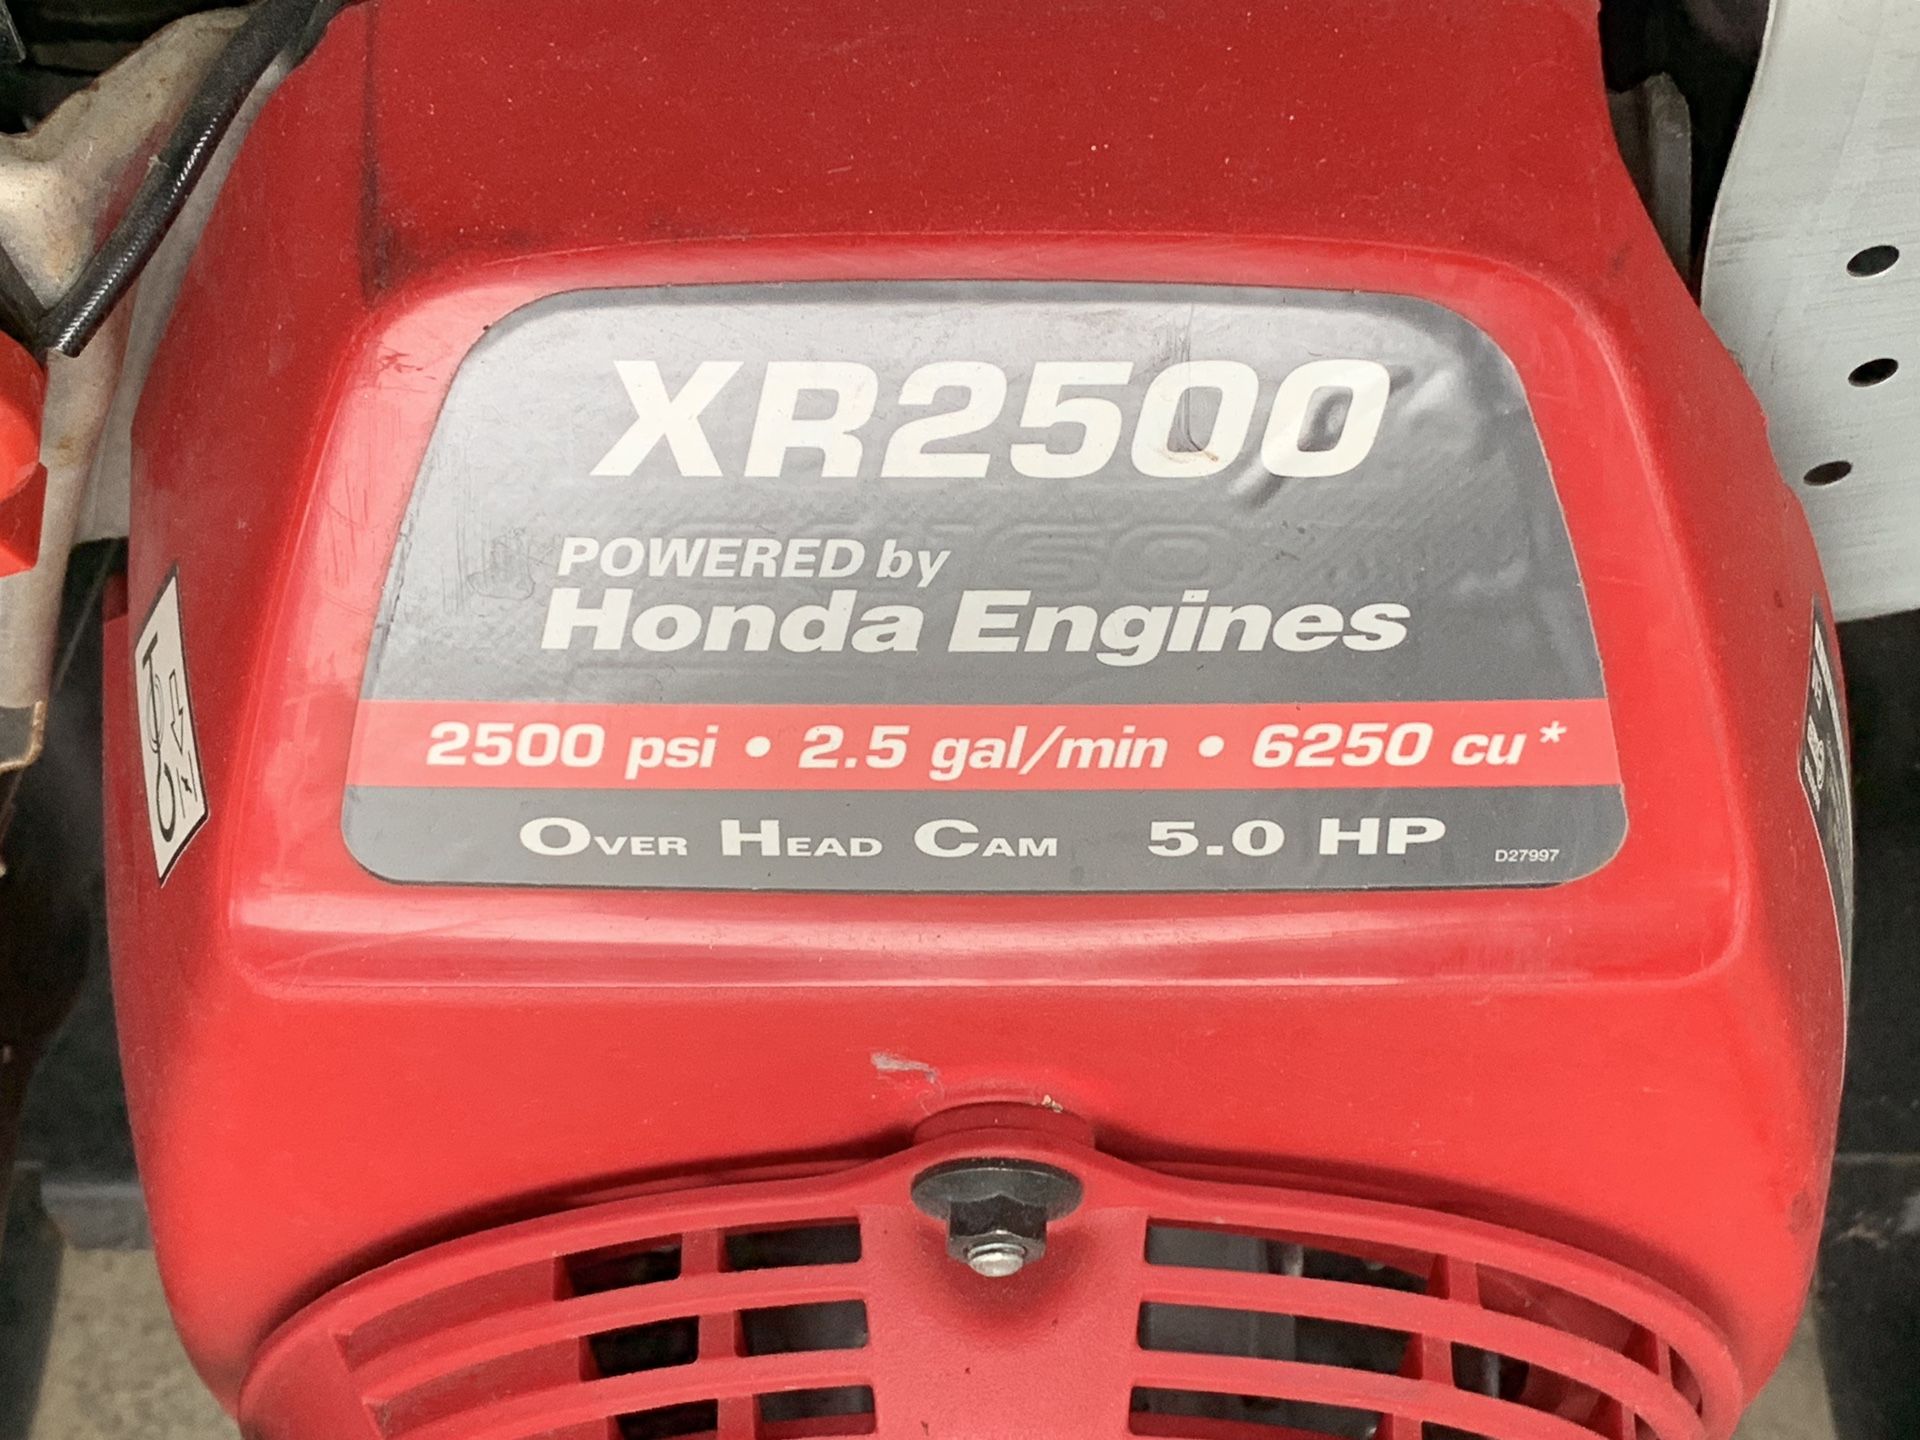 XR2500
POWERED by
Honda Engines
2500 psi • 2.5 gal/min • 6250 cu*
OVER HEAD CAM 5.0 HP D27997